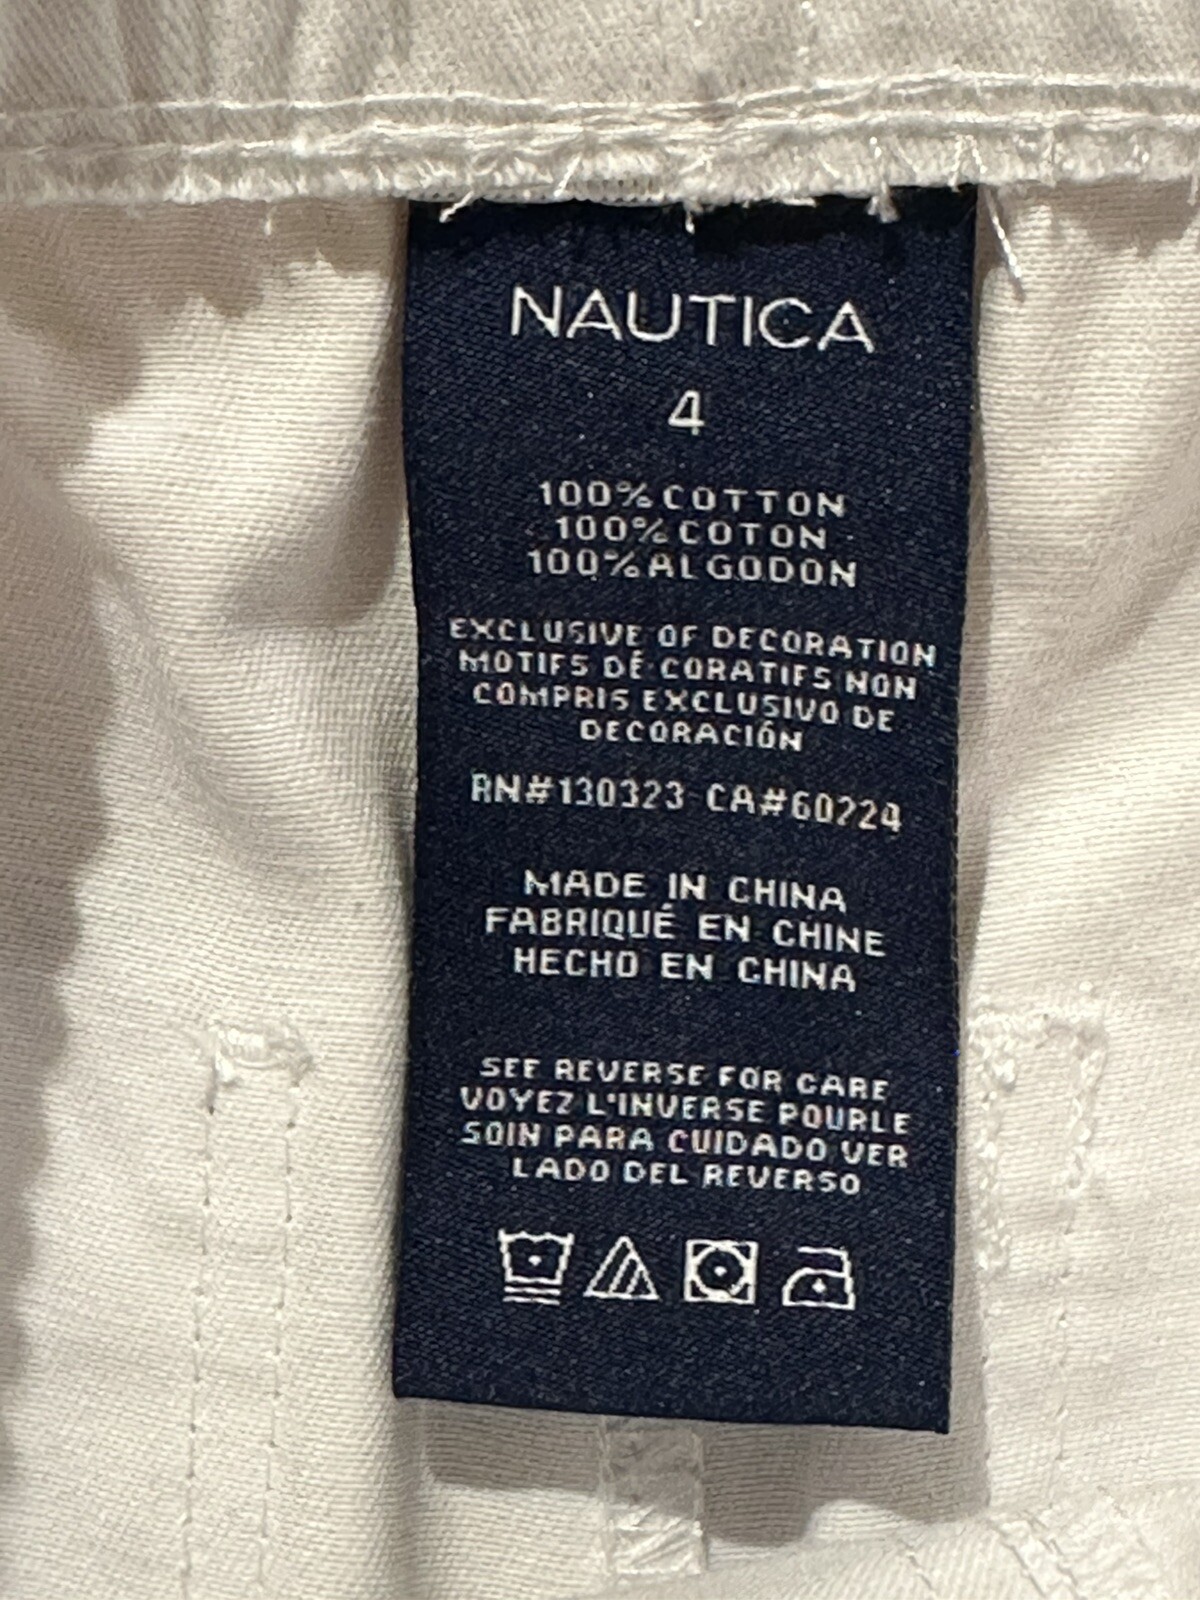 NAUTICA
4
100% COTTON
100% COTON
100% ALGODON
EXCLUSIVE OF DECORATION
MOTIFS DÉ CORATIFS NON
COMPRIS EXCLUSIVO DE
DECORACIÓN
RN#130323 CA#60224
MADE IN CHINA
FABRIQUÉ EN CHINE
HECHO EN CHINA
SEE REVERSE FOR CARE
VOYEZ L'INVERSE POURLE
SOIN PARA CUIDADO VER
LADO DEL REVERSO